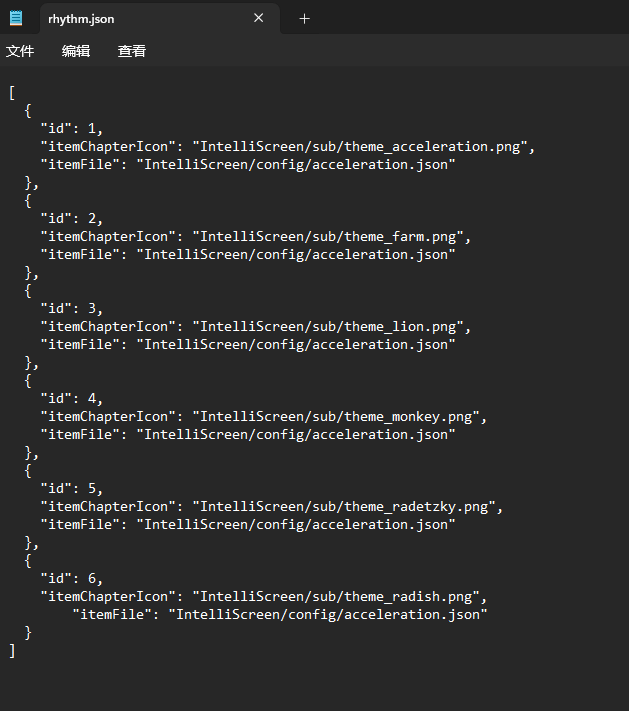 rhythm.json
文件 编辑 查看
[
  {
    "id": 1,
    "itemChapterIcon": "IntelliScreen/sub/theme_acceleration.png",
    "itemFile": "IntelliScreen/config/acceleration.json"
  },
  {
    "id": 2,
    "itemChapterIcon": "IntelliScreen/sub/theme_farm.png",
    "itemFile": "IntelliScreen/config/acceleration.json"
  },
  {
    "id": 3,
    "itemChapterIcon": "IntelliScreen/sub/theme_lion.png",
    "itemFile": "IntelliScreen/config/acceleration.json"
  },
  {
    "id": 4,
    "itemChapterIcon": "IntelliScreen/sub/theme_monkey.png",
    "itemFile": "IntelliScreen/config/acceleration.json"
  },
  {
    "id": 5,
    "itemChapterIcon": "IntelliScreen/sub/theme_radetzky.png",
    "itemFile": "IntelliScreen/config/acceleration.json"
  },
  {
    "id": 6,
    "itemChapterIcon": "IntelliScreen/sub/theme_radish.png",
        "itemFile": "IntelliScreen/config/acceleration.json"
  }
]